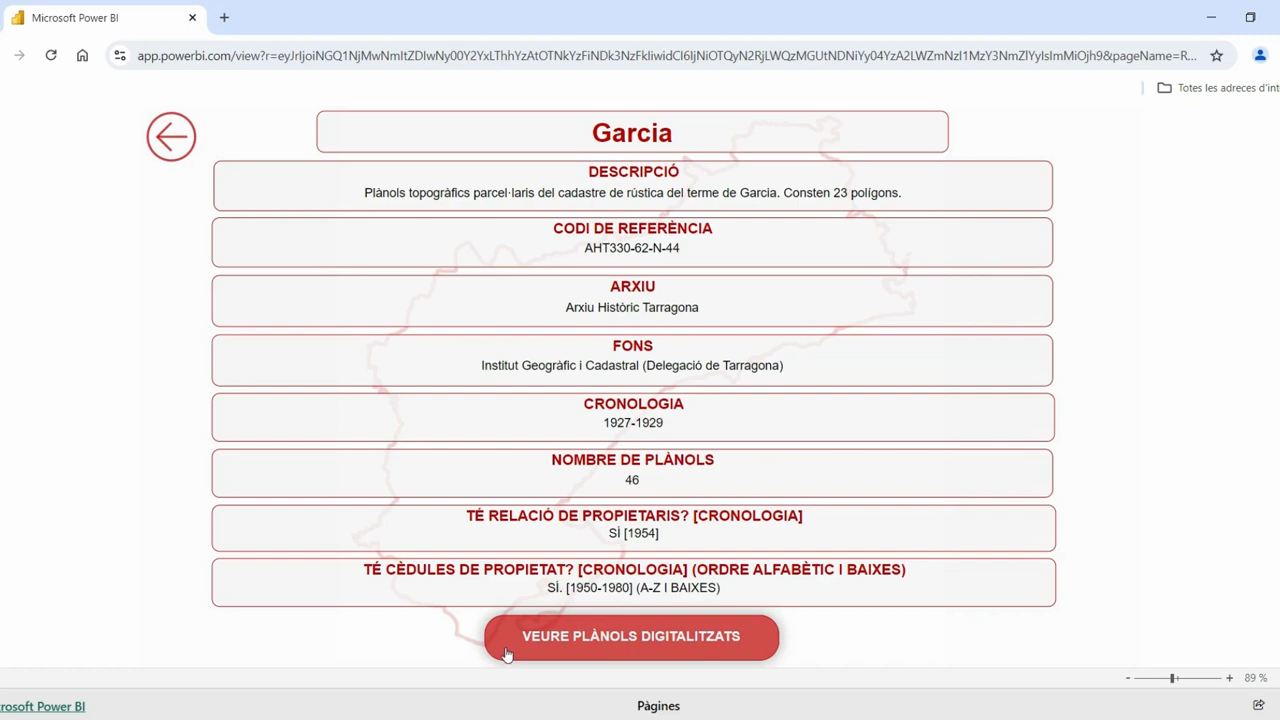 Microsoft Power BI
app.powerbi.com/view?r=eyJrIjoiNGQ1NjMwNmItZDIwNy00Y2YxLThhYzAtOTNkYzFiNDk3NzFkIiwidCI6IjNiOTQyN2RjLWQzMGUtNDNiYy04YzA2LWZmNzI1MzY3NmZlYyIsImMiOjh9&pageName=R...
Totes les adreces d'inte
Garcia
DESCRIPCIÓ
Plànols topogràfics parcel·laris del cadastre de rústica del terme de Garcia. Consten 23 polígons.
CODI DE REFERÈNCIA
AHT330-62-N-44
ARXIU
Arxiu Històric Tarragona
FONS
Institut Geogràfic i Cadastral (Delegació de Tarragona)
CRONOLOGIA
1927-1929
NOMBRE DE PLÀNOLS
46
TÉ RELACIÓ DE PROPIETARIS? [CRONOLOGIA]
SÍ [1954]
TÉ CÈDULES DE PROPIETAT? [CRONOLOGIA] (ORDRE ALFABÈTIC I BAIXES)
SÍ. [1950-1980] (A-Z I BAIXES)
VEURE PLÀNOLS DIGITALITZATS
- + 89 %
rosoft Power BI
Pàgines